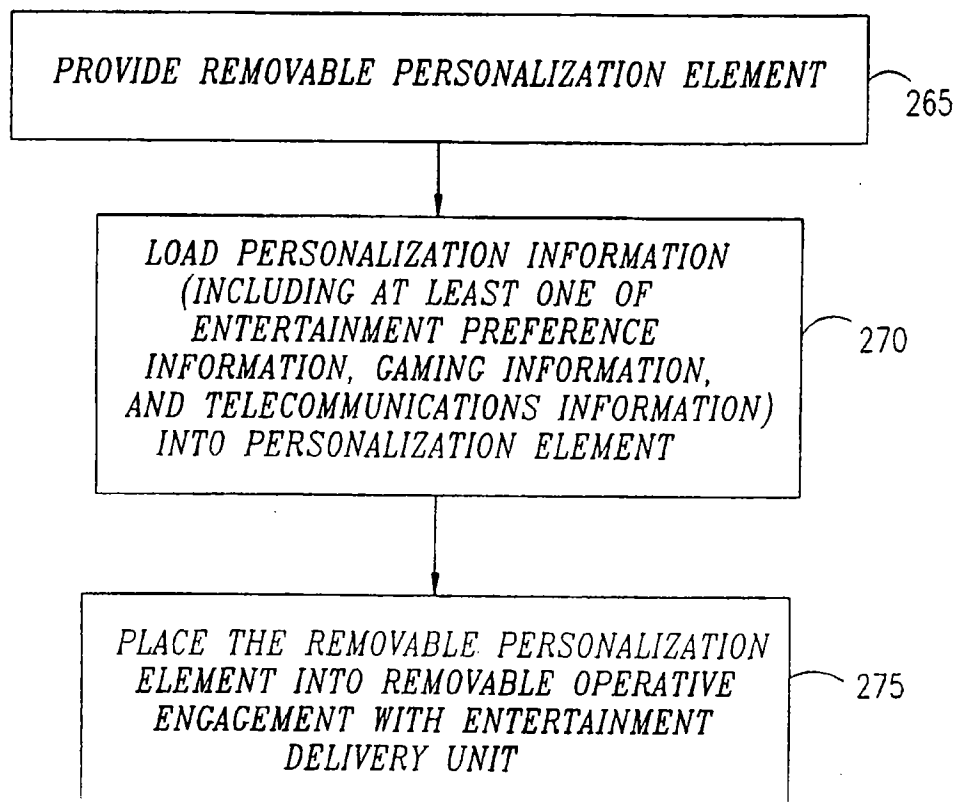 PROVIDE REMOVABLE PERSONALIZATION ELEMENT
265
LOAD PERSONALIZATION INFORMATION
(INCLUDING AT LEAST ONE OF
ENTERTAINMENT PREFERENCE
INFORMATION, GAMING INFORMATION,
AND TELECOMMUNICATIONS INFORMATION)
INTO PERSONALIZATION ELEMENT
270
PLACE THE REMOVABLE PERSONALIZATION
ELEMENT INTO REMOVABLE OPERATIVE
ENGAGEMENT WITH ENTERTAINMENT
DELIVERY UNIT
275